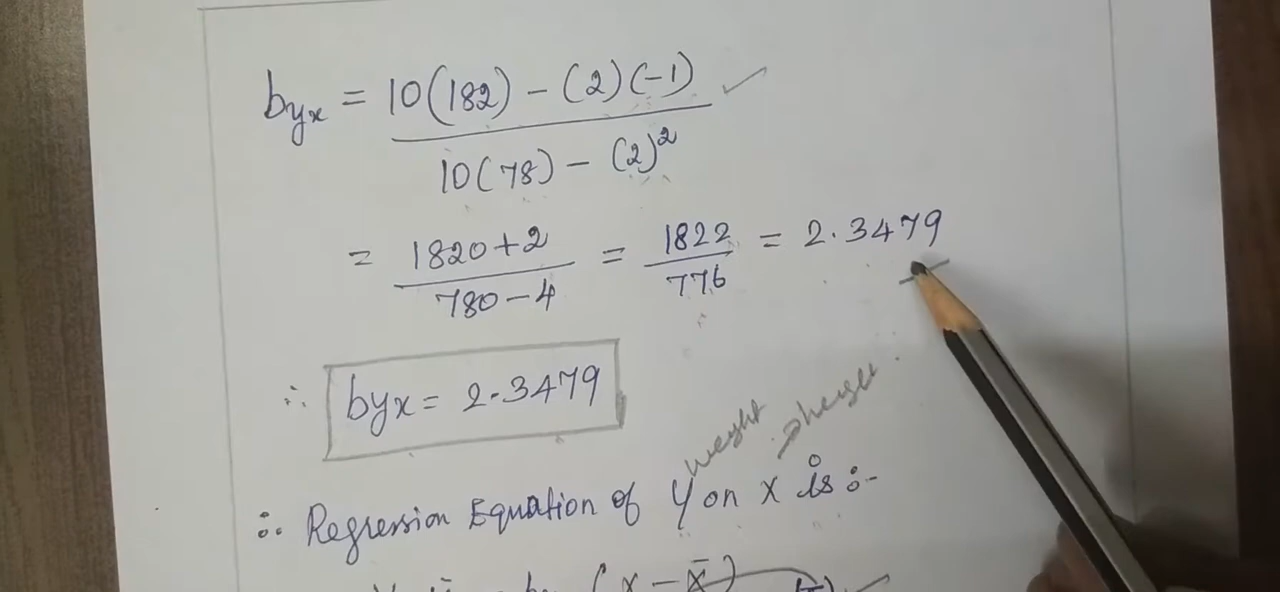 byx = 10(182) - (2)(-1) / 10(78) - (2)²
= 1820+2 / 780-4 = 1822 / 776 = 2.3479
∴ byx = 2.3479
weight
∴ Regression Equation of Y on X is :-
(x - x̄)